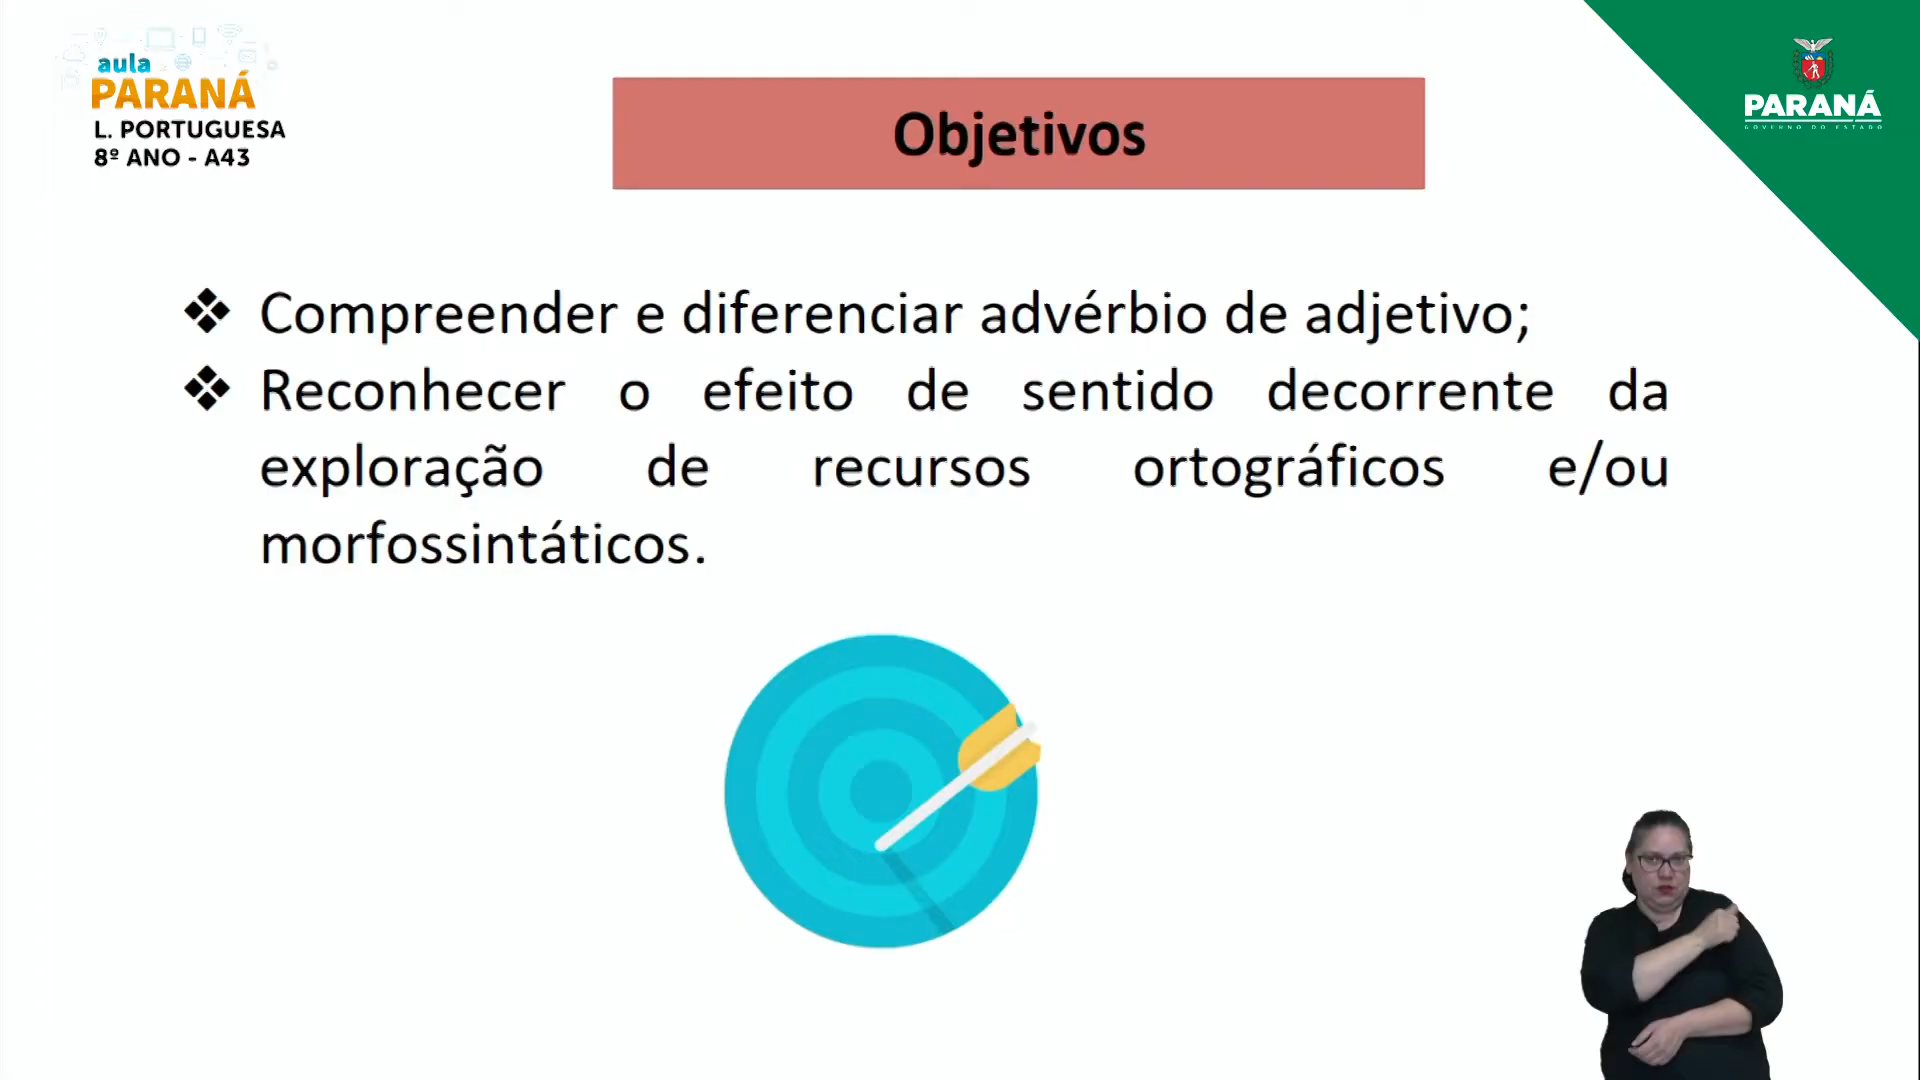 aula
PARANÁ
L. PORTUGUESA
8º ANO - A43
Objetivos
PARANÁ
GOVERNO DO ESTADO
❖ Compreender e diferenciar advérbio de adjetivo;
❖ Reconhecer o efeito de sentido decorrente da
exploração de recursos ortográficos e/ou
morfossintáticos.